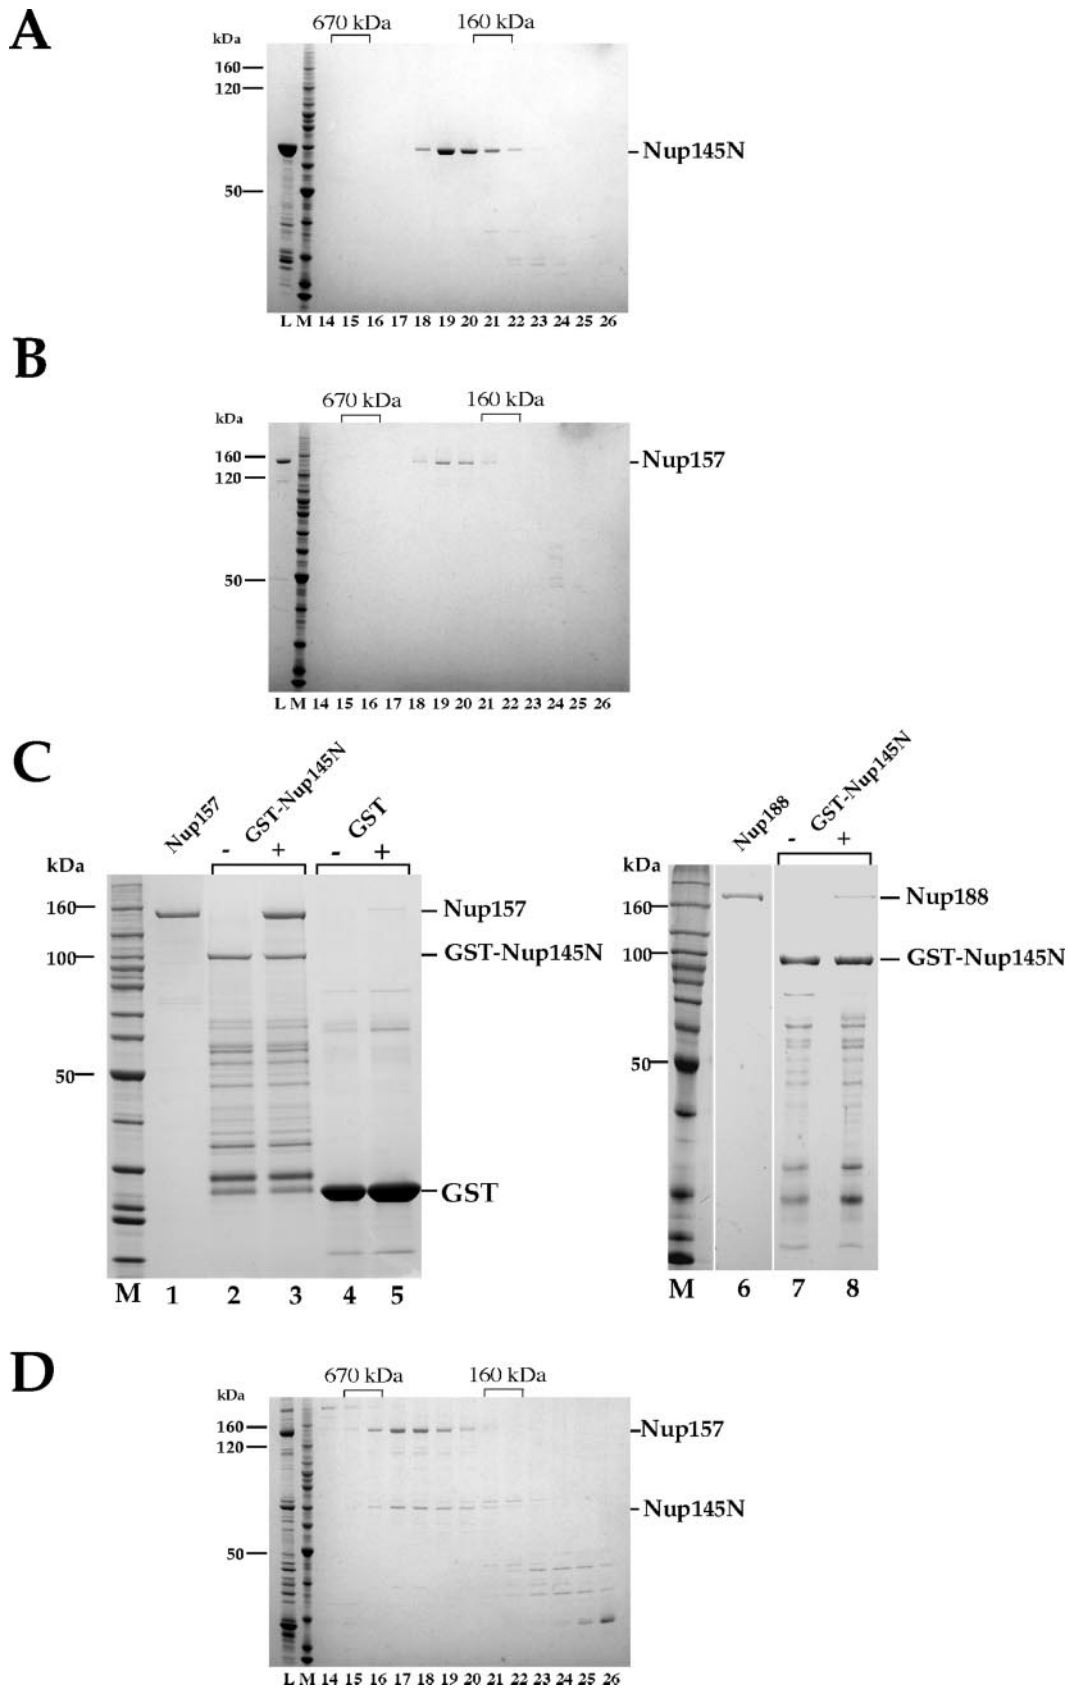 A
670 kDa 160 kDa
kDa
160
120
Nup145N
50
L M 14 15 16 17 18 19 20 21 22 23 24 25 26
B
670 kDa 160 kDa
kDa
160
120
Nup157
50
L M 14 15 16 17 18 19 20 21 22 23 24 25 26
C
Nup157 GST-Nup145N GST
- + - +
kDa
160
Nup157
100
GST-Nup145N
50
GST
M 1 2 3 4 5
Nup188 GST-Nup145N
- +
kDa
160
Nup188
100
GST-Nup145N
50
M 6 7 8
D
670 kDa 160 kDa
kDa
160
Nup157
120
Nup145N
50
L M 14 15 16 17 18 19 20 21 22 23 24 25 26